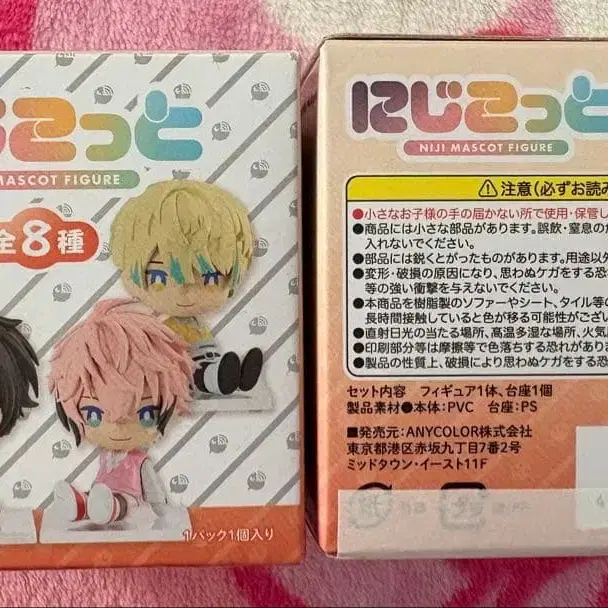 じこっと
MASCOT FIGURE
全8種
1パック1個入り
にじこっと
NIJI MASCOT FIGURE
⚠注意(必ずお読み
●小さなお子様の手の届かない所で使用・保管し
●商品には小さな部品があります。誤飲・窒息の
入れないでください。
●部品には鋭くとがったものがあります。用途以外
●変形・破損の原因になり、思わぬケガをする恐
等の強い衝撃を与えないでください。
●本商品を樹脂製のソファーやシート、タイル等の
長時間接触していると色が移る可能性がござい
●直射日光の当たる場所、高温多湿な場所、火気
●印刷部分等は摩擦等で色落ちする恐れがあり
●製品の性質上、破損により思わぬケガをする恐
セット内容 フィギュア1体、台座1個
製品素材●本体:PVC 台座:PS
■発売元:ANYCOLOR株式会社
東京都港区赤坂九丁目7番2号
ミッドタウン・イースト11F